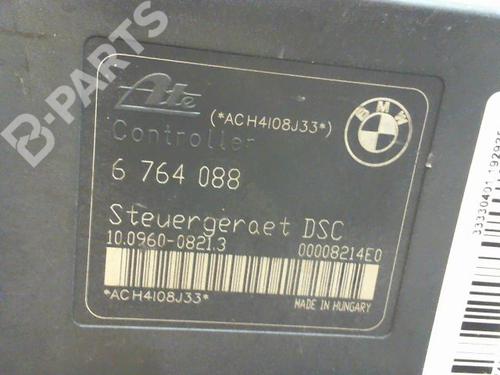 B-PARTS
Ate (*ACH4108J33*)
BMW
Controller
6 764 088
Steuergeraet DSC
10.0960-0821.3 00008214E0
*ACH4108J33* MADE IN HUNGARY